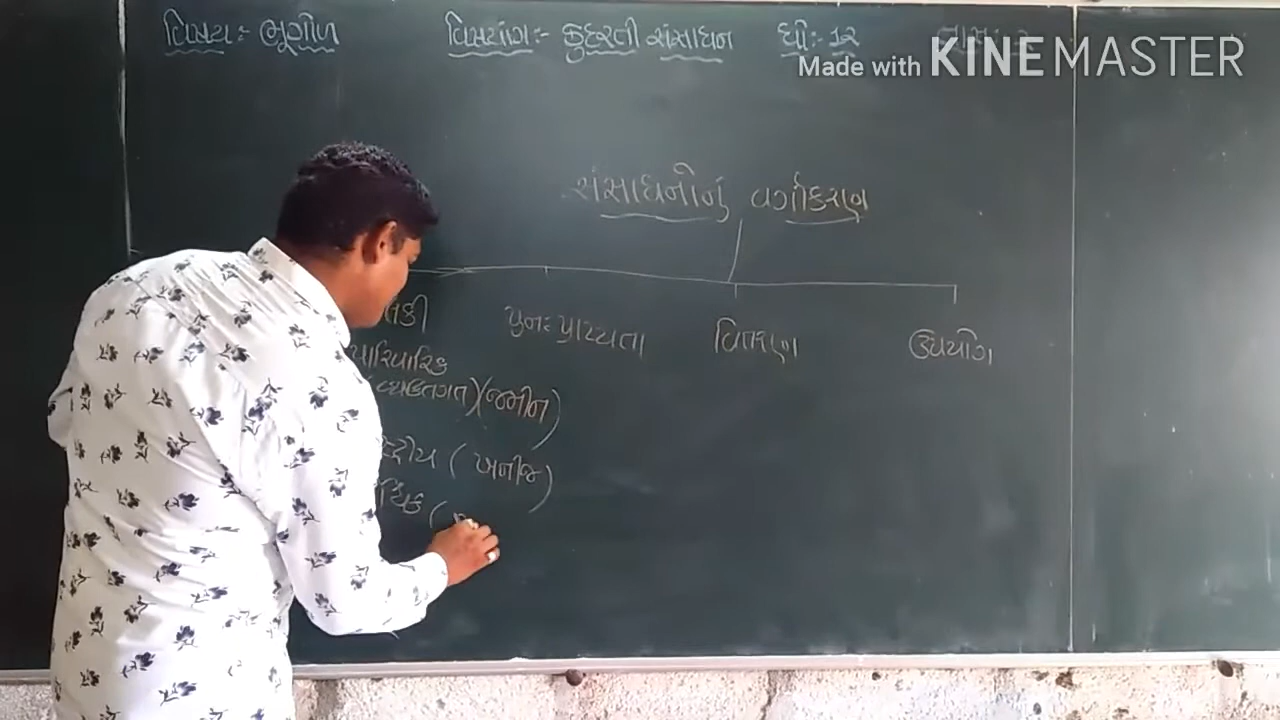 વિષય:- ભૂગોળ વિષયાંગ:- કુદરતી સંસાધન ધો:- ૧૨
Made with KINEMASTER
સંસાધનોનું વર્ગીકરણ
પુનઃપ્રાપ્યતા વિતરણ ઉપયોગ
પારિવારિક
(વ્યક્તિગત)(જમીન)
(ખનીજ)